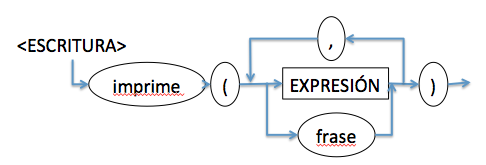 ,
<ESCRITURA>
imprime ( EXPRESIÓN )
frase